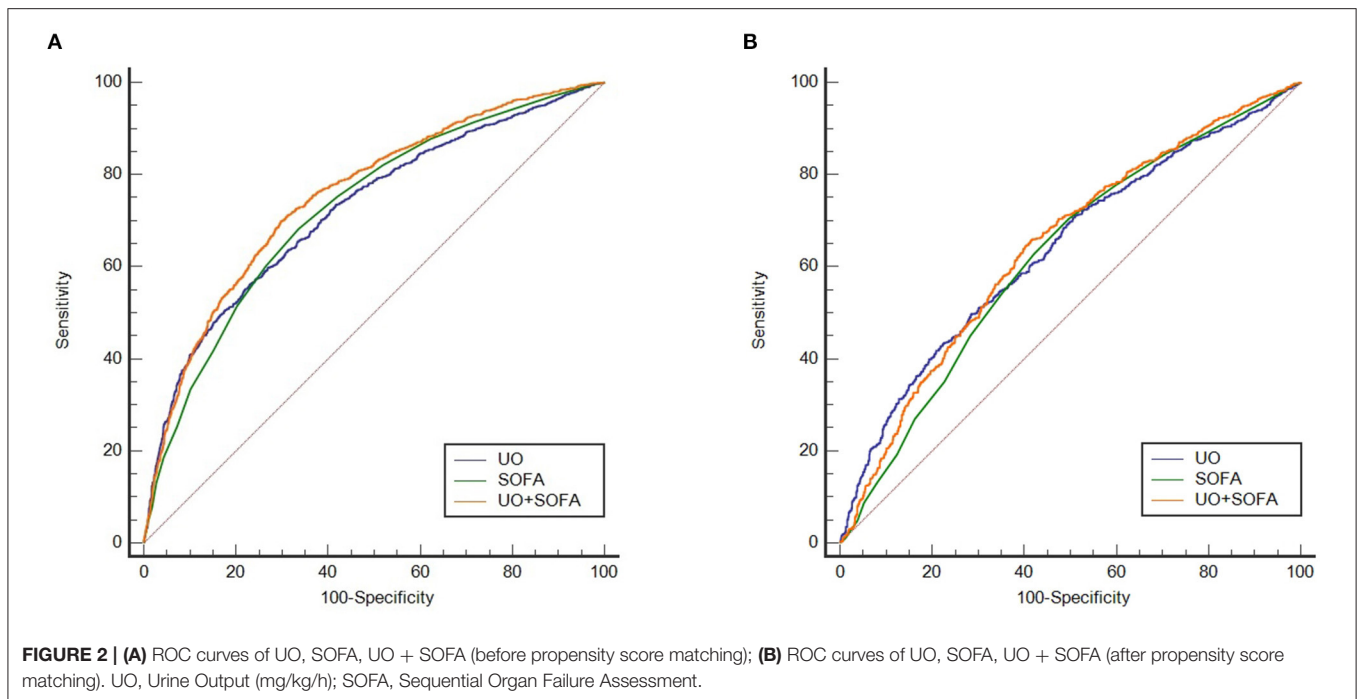 A
100
80
60
40
20
0
Sensitivity
0 20 40 60 80 100
100-Specificity
UO
SOFA
UO+SOFA
B
100
80
60
40
20
0
Sensitivity
0 20 40 60 80 100
100-Specificity
UO
SOFA
UO+SOFA
FIGURE 2 | (A) ROC curves of UO, SOFA, UO + SOFA (before propensity score matching); (B) ROC curves of UO, SOFA, UO + SOFA (after propensity score
matching). UO, Urine Output (mg/kg/h); SOFA, Sequential Organ Failure Assessment.